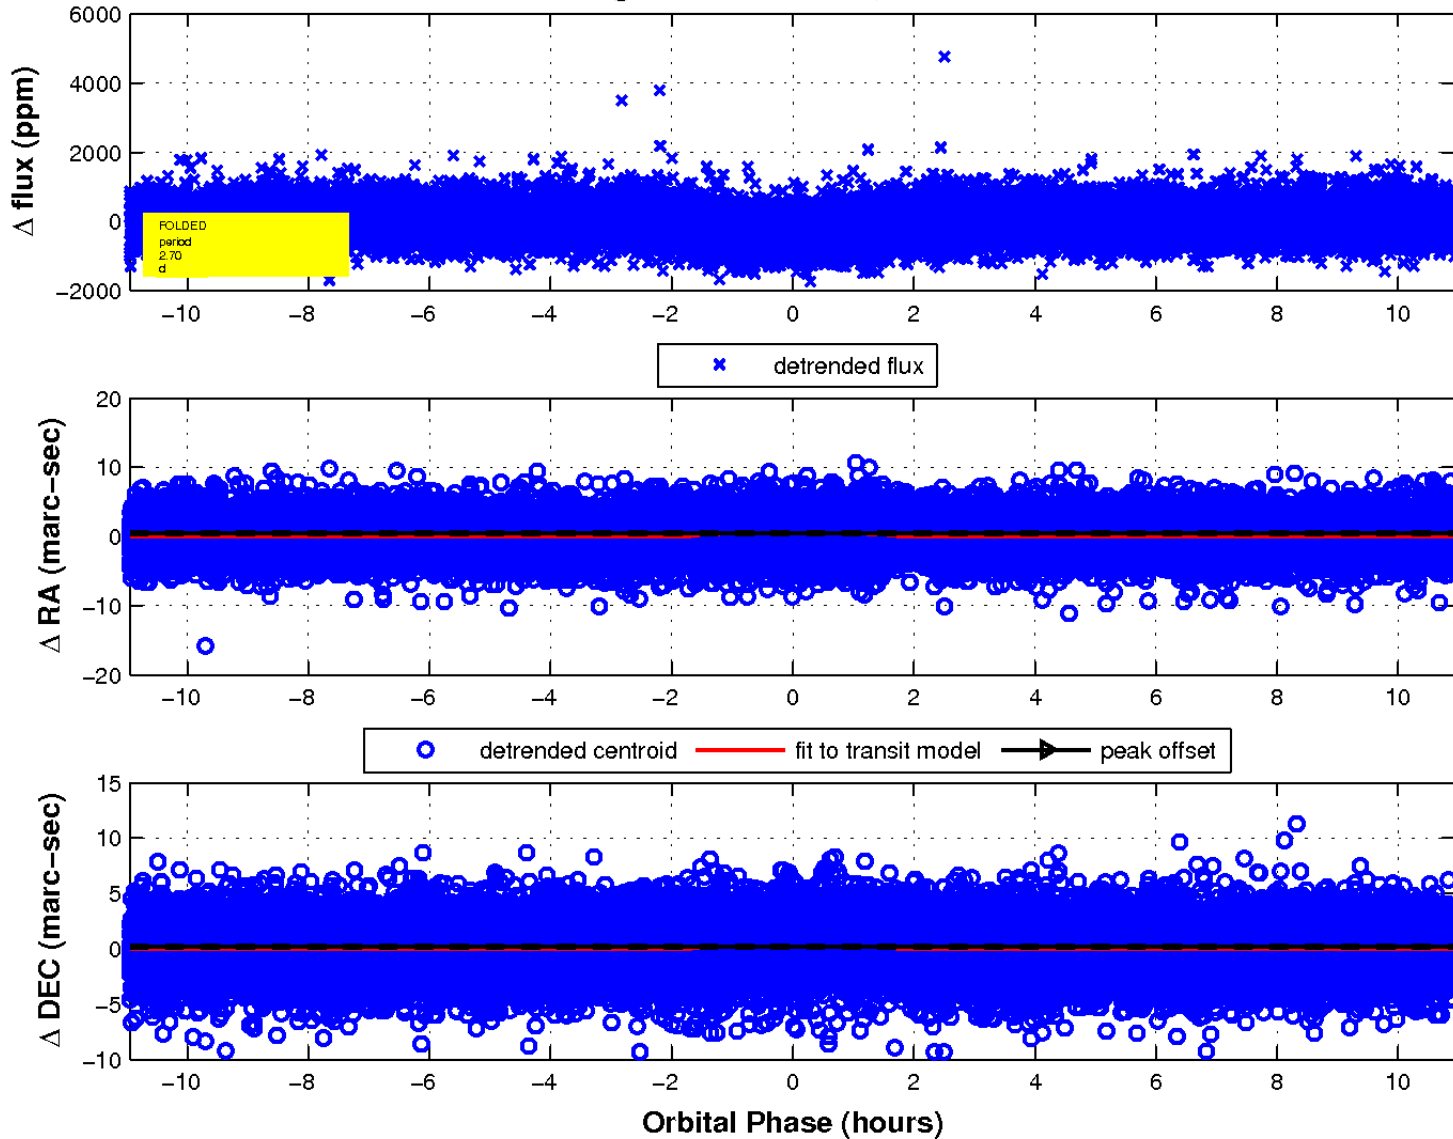 6000
4000
2000
0
−2000
Δ flux (ppm)
FOLDED
period
2.70
d
−10 −8 −6 −4 −2 0 2 4 6 8 10
detrended flux
20
10
0
−10
−20
Δ RA (marc−sec)
−10 −8 −6 −4 −2 0 2 4 6 8 10
detrended centroid fit to transit model peak offset
15
10
5
0
−5
−10
Δ DEC (marc−sec)
−10 −8 −6 −4 −2 0 2 4 6 8 10
Orbital Phase (hours)